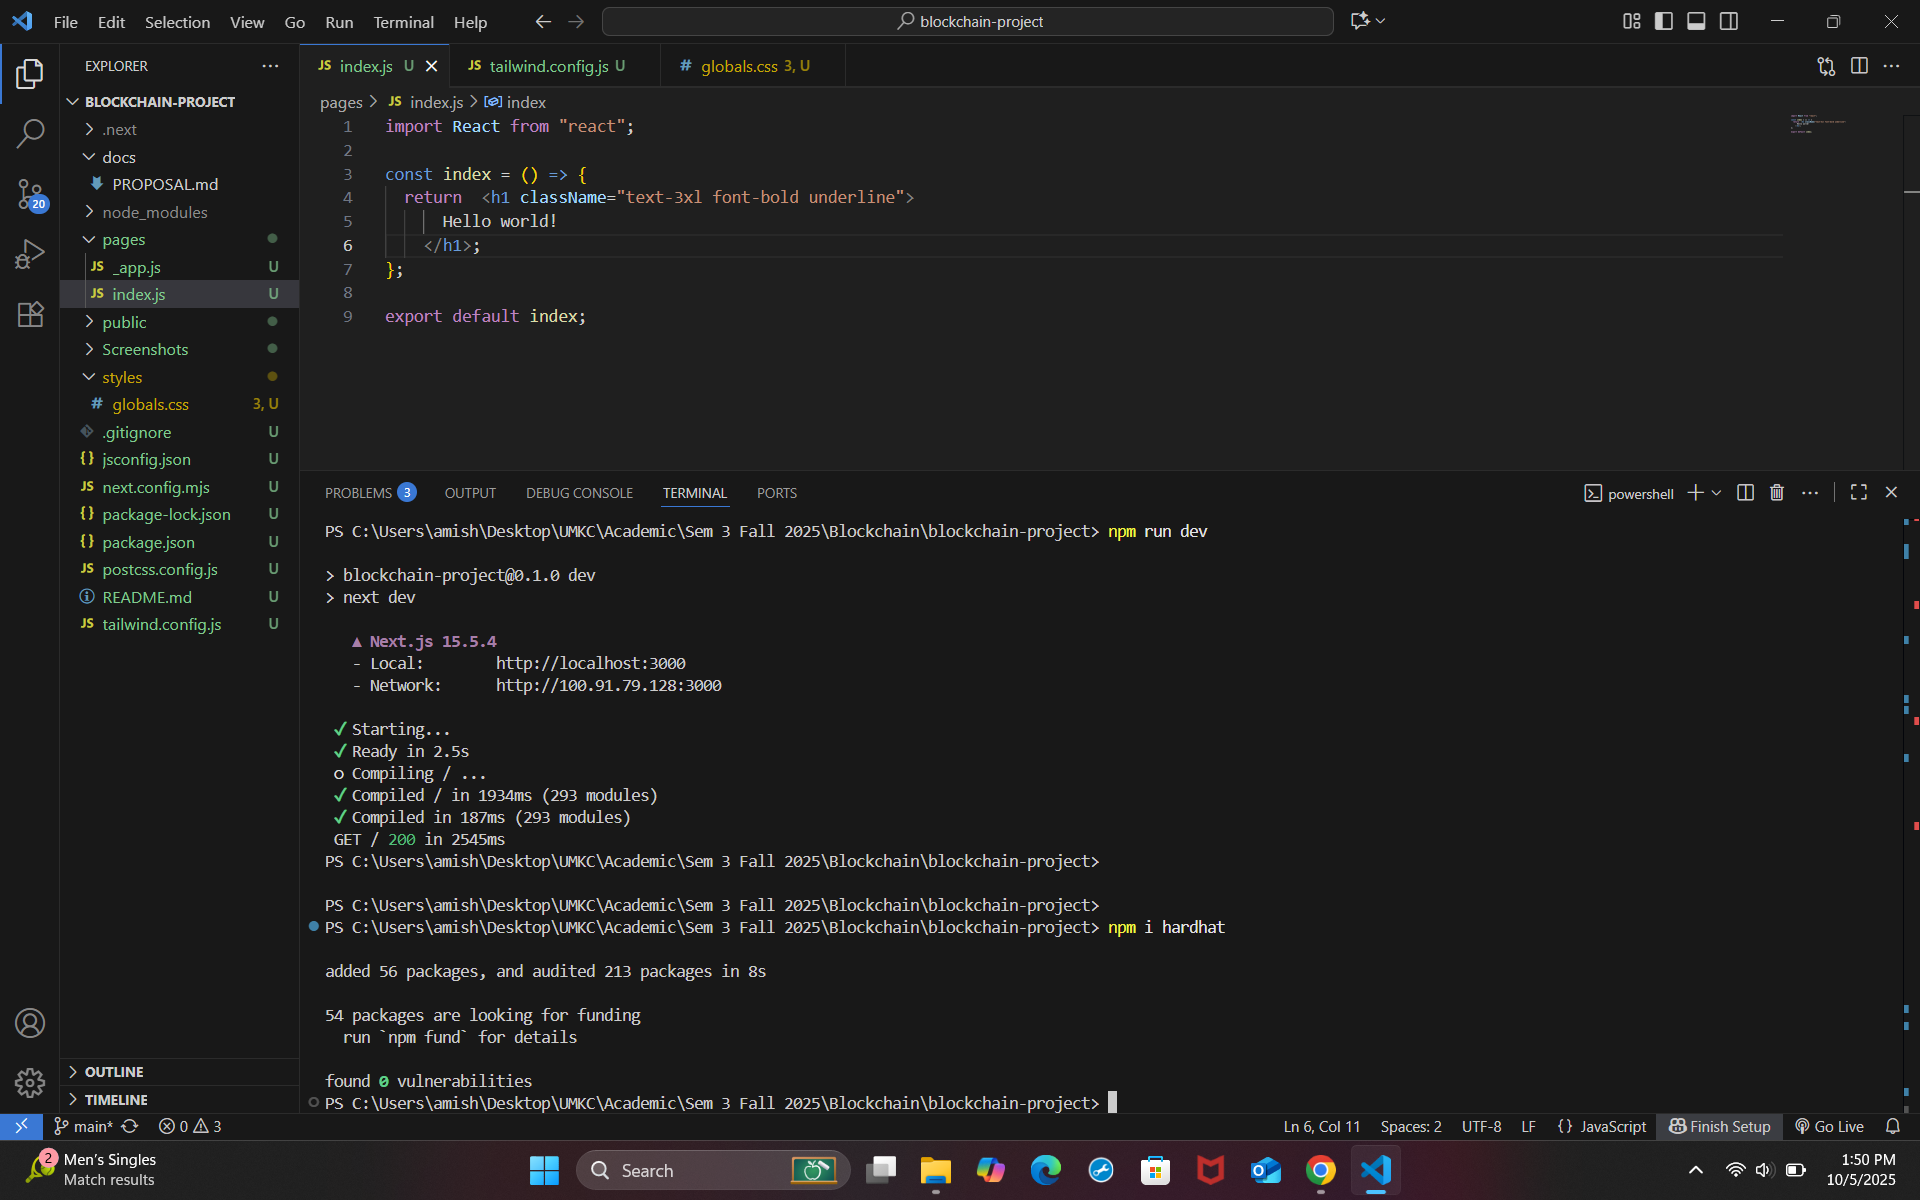 File Edit Selection View Go Run Terminal Help
blockchain-project
EXPLORER
BLOCKCHAIN-PROJECT
.next
docs
PROPOSAL.md
node_modules
pages
_app.js U
index.js U
public
Screenshots
styles
globals.css 3, U
.gitignore U
jsconfig.json U
next.config.mjs U
package-lock.json U
package.json U
postcss.config.js U
README.md U
tailwind.config.js U
OUTLINE
TIMELINE
20
JS index.js U
JS tailwind.config.js U
# globals.css 3, U
pages > JS index.js > index
1 import React from "react";
2
3 const index = () => {
4 return <h1 className="text-3xl font-bold underline">
5 Hello world!
6 </h1>;
7 };
8
9 export default index;
PROBLEMS 3 OUTPUT DEBUG CONSOLE TERMINAL PORTS
powershell
PS C:\Users\amish\Desktop\UMKC\Academic\Sem 3 Fall 2025\Blockchain\blockchain-project> npm run dev
> blockchain-project@0.1.0 dev
> next dev
▲ Next.js 15.5.4
- Local: http://localhost:3000
- Network: http://100.91.79.128:3000
✓ Starting...
✓ Ready in 2.5s
o Compiling / ...
✓ Compiled / in 1934ms (293 modules)
✓ Compiled in 187ms (293 modules)
GET / 200 in 2545ms
PS C:\Users\amish\Desktop\UMKC\Academic\Sem 3 Fall 2025\Blockchain\blockchain-project>
PS C:\Users\amish\Desktop\UMKC\Academic\Sem 3 Fall 2025\Blockchain\blockchain-project>
PS C:\Users\amish\Desktop\UMKC\Academic\Sem 3 Fall 2025\Blockchain\blockchain-project> npm i hardhat
added 56 packages, and audited 213 packages in 8s
54 packages are looking for funding
run `npm fund` for details
found 0 vulnerabilities
PS C:\Users\amish\Desktop\UMKC\Academic\Sem 3 Fall 2025\Blockchain\blockchain-project>
main* 0 3
Ln 6, Col 11 Spaces: 2 UTF-8 LF {} JavaScript Finish Setup Go Live
2
Men's Singles
Match results
Search
1:50 PM
10/5/2025